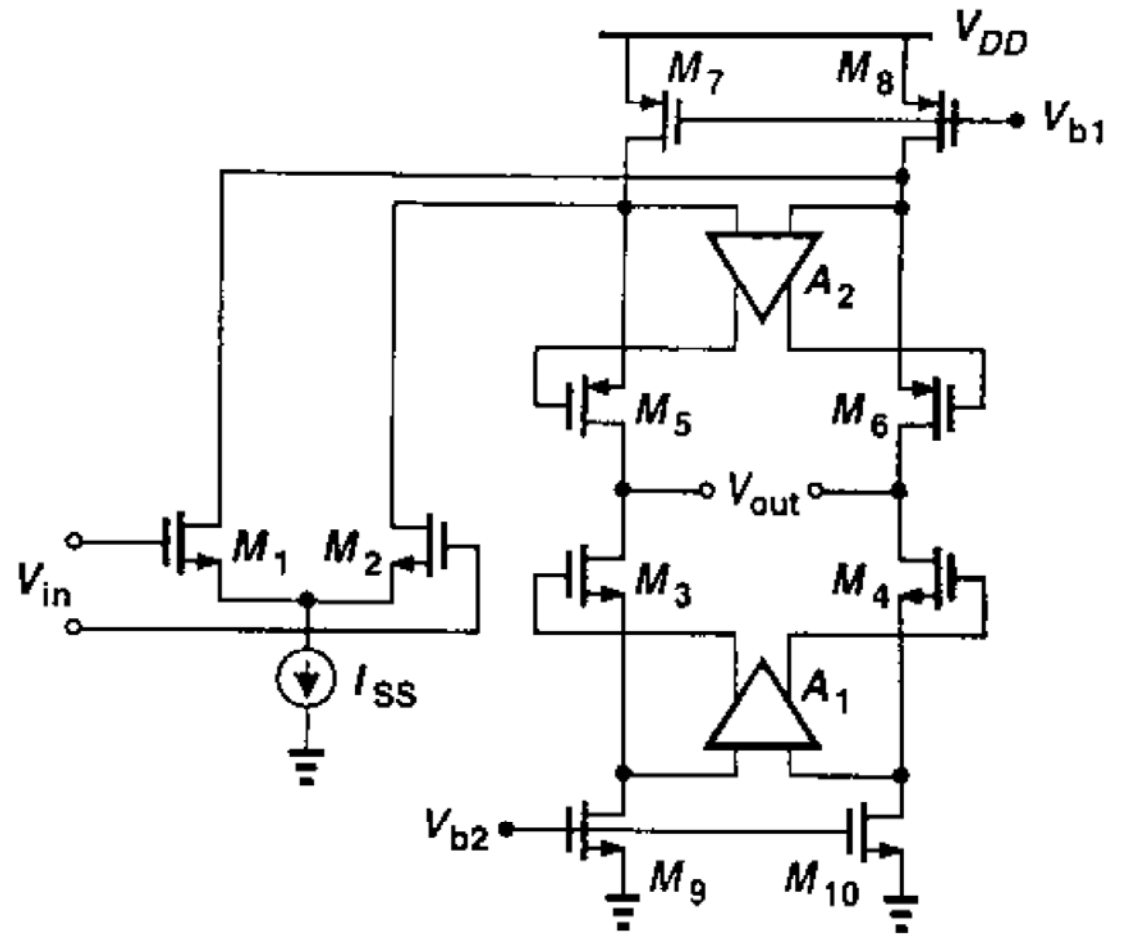 V_DD
M_7
M_8
V_b1
A_2
M_5
M_6
V_out
M_1
M_2
M_3
M_4
V_in
I_SS
A_1
V_b2
M_9
M_10